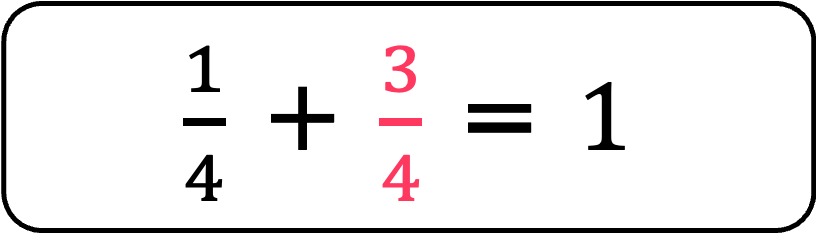 1/4 + 3/4 = 1